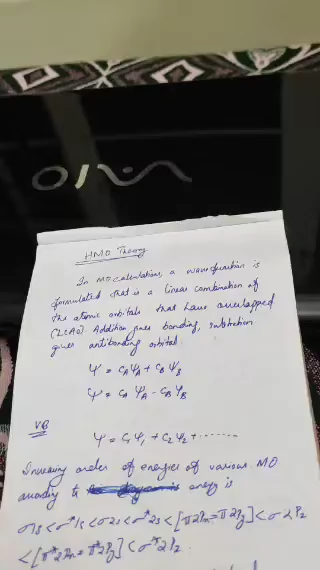 VAIO
HMO Theory
In MO calculations, a wavefunction is
formulated that is a linear combination of
the atomic orbitals that have overlapped
(LCAO) Addition gives bonding, subtraction
gives antibonding orbital.
Ψ = CAΨA + CBΨB
Ψ = CAΨA - CBΨB
VB
Ψ = C1Ψ1 + C2Ψ2 + ........
Increasing order of energies of various MO
according to energy is
σ1s < σ*1s < σ2s < σ*2s < [π2Px = π2Py] < σ2Pz
< [π*2Px = π*2Py] < σ*2Pz.